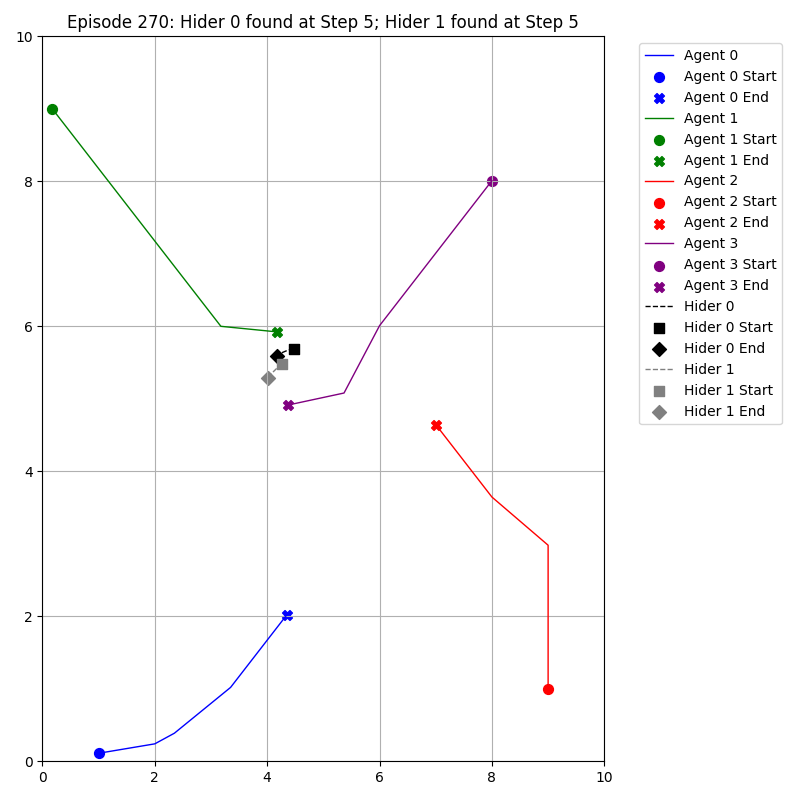 Episode 270: Hider 0 found at Step 5; Hider 1 found at Step 5
10
8
6
4
2
0
0 2 4 6 8 10
Agent 0
Agent 0 Start
Agent 0 End
Agent 1
Agent 1 Start
Agent 1 End
Agent 2
Agent 2 Start
Agent 2 End
Agent 3
Agent 3 Start
Agent 3 End
Hider 0
Hider 0 Start
Hider 0 End
Hider 1
Hider 1 Start
Hider 1 End